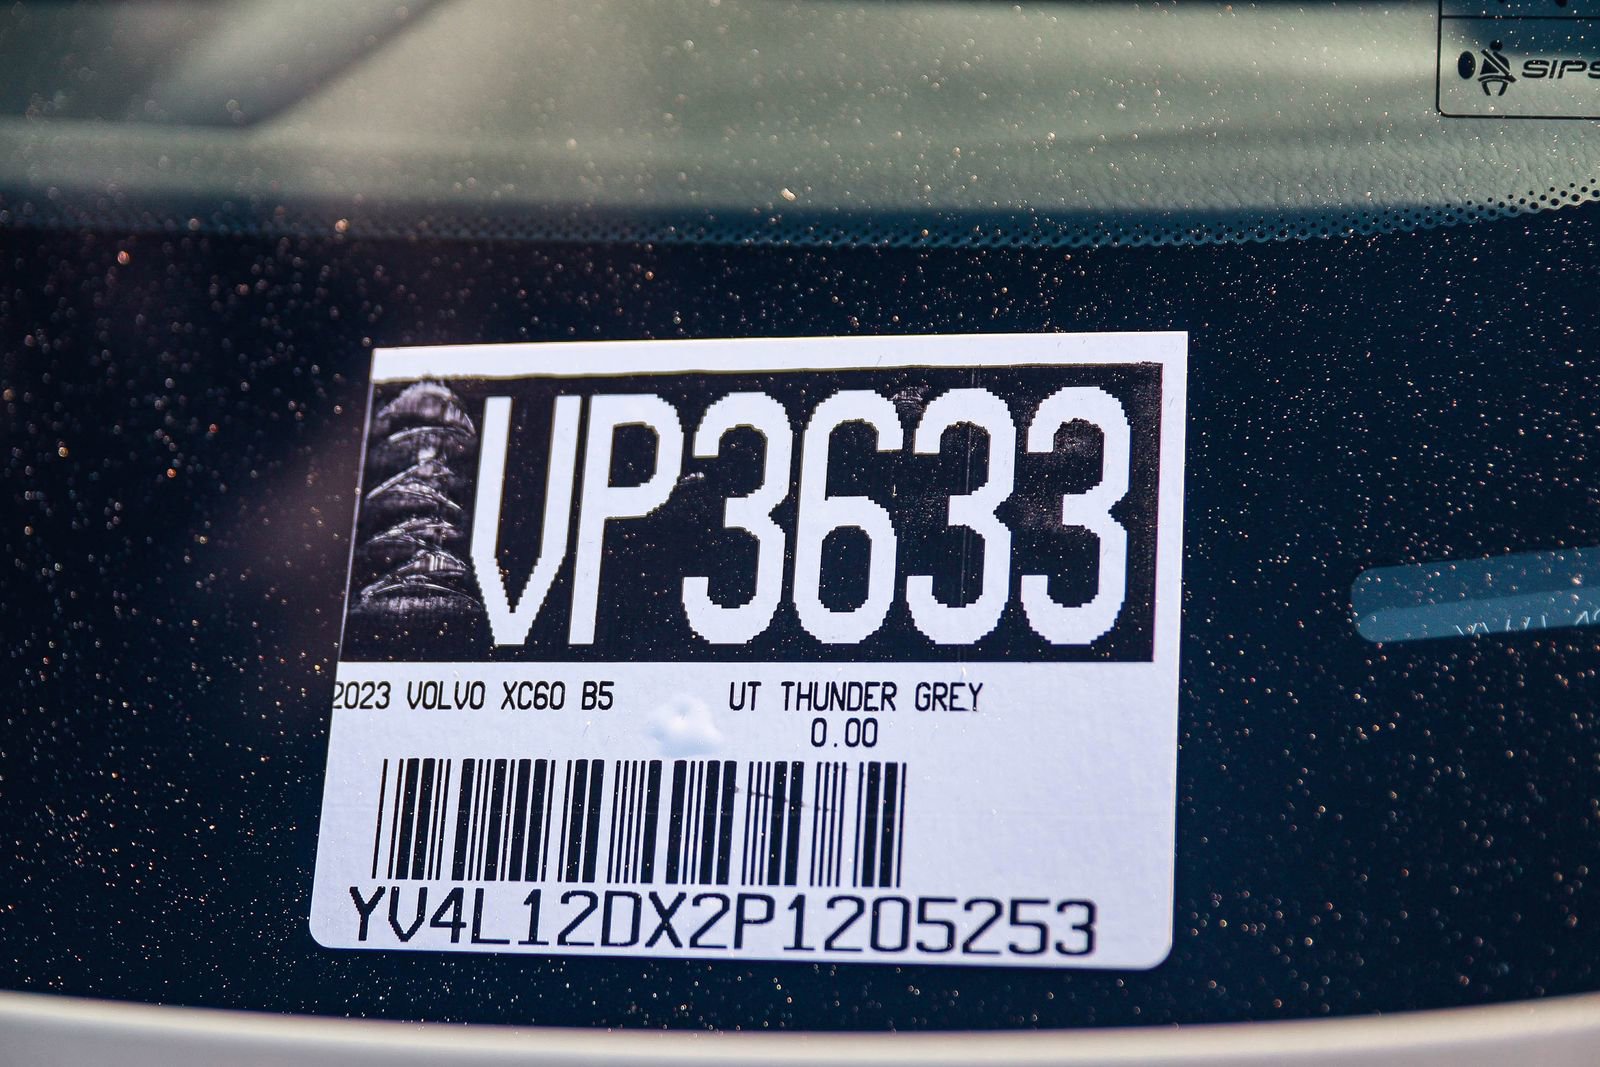 SIPS
VP3633
2023 VOLVO XC60 B5 UT THUNDER GREY
0.00
YV4L12DX2P1205253